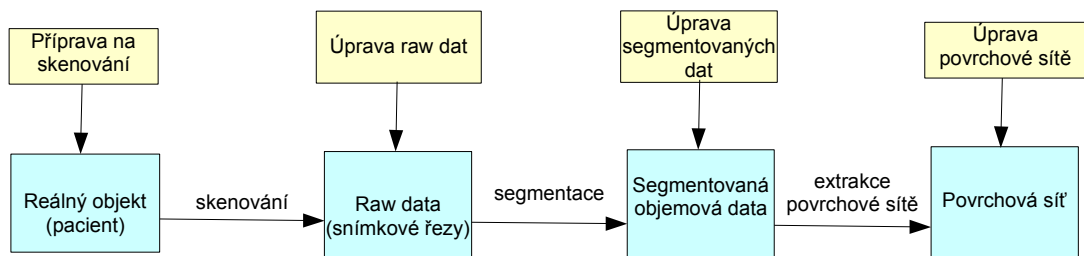 Příprava na
skenování
Úprava raw dat
Úprava
segmentovaných
dat
Úprava
povrchové sítě
Reálný objekt
(pacient)
skenování
Raw data
(snímkové řezy)
segmentace
Segmentovaná
objemová data
extrakce
povrchové sítě
Povrchová síť